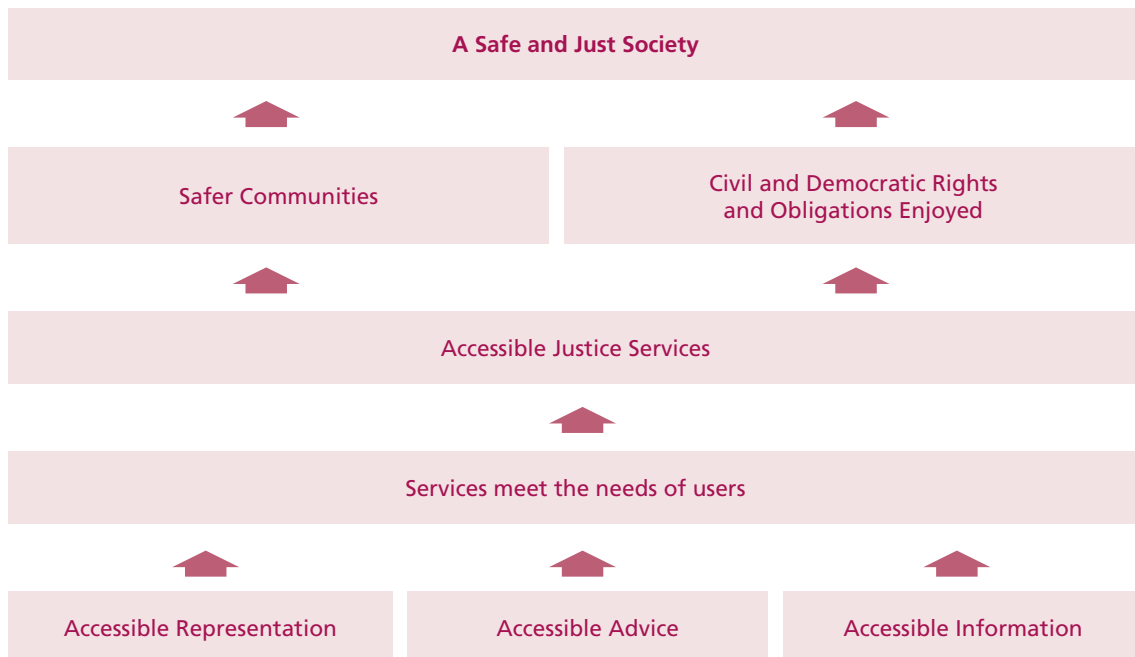 A Safe and Just Society
Safer Communities
Civil and Democratic Rights
and Obligations Enjoyed
Accessible Justice Services
Services meet the needs of users
Accessible Representation
Accessible Advice
Accessible Information